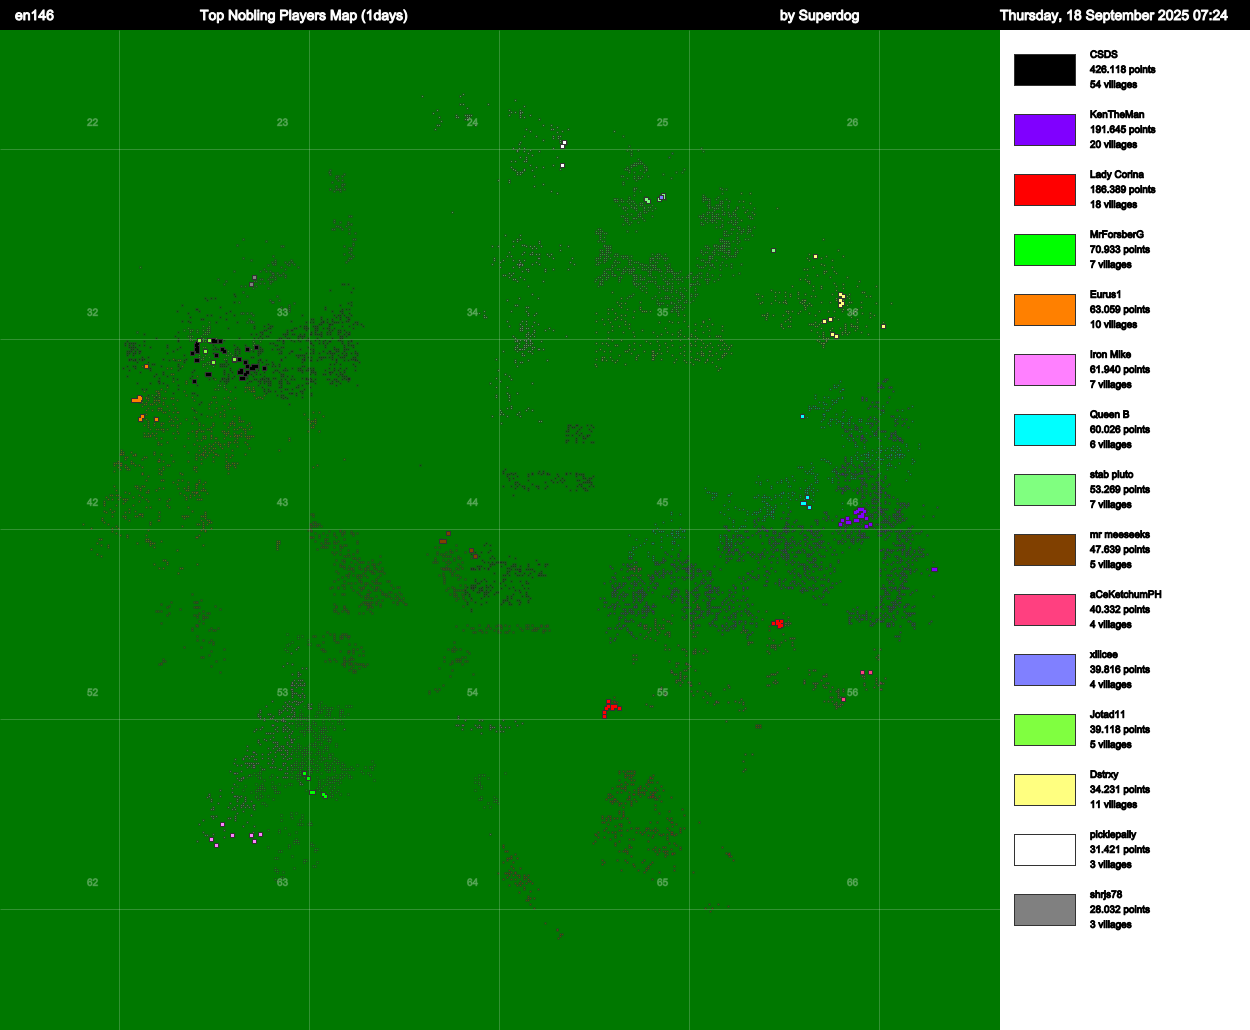 en146 Top Nobling Players Map (1days) by Superdog Thursday, 18 September 2025 07:24
CSDS
426.118 points
54 villages
22 23 24 25 26
KenTheMan
191.645 points
20 villages
Lady Corina
186.389 points
18 villages
MrForsberG
70.933 points
7 villages
32 33 34 35 36
Eurus1
63.059 points
10 villages
Iron Mike
61.940 points
7 villages
Queen B
60.026 points
6 villages
stab pluto
53.269 points
7 villages
42 43 44 45 46
mr meeseeks
47.639 points
5 villages
aCeKetchumPH
40.332 points
4 villages
xillcee
39.816 points
4 villages
52 53 54 55 56
Jotad11
39.118 points
5 villages
Dstrxy
34.231 points
11 villages
picklepally
31.421 points
3 villages
62 63 64 65 66
shrjs78
28.032 points
3 villages